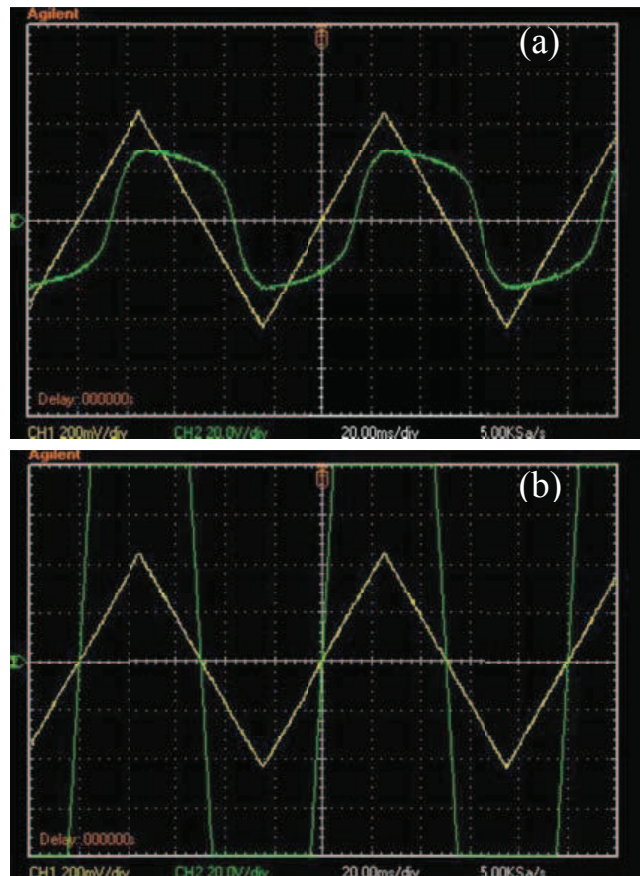 Agilent
(a)
Delay: 000000s
CH1 200mV/div CH2 20.0V/div 20.00ms/div 5.00KSa/s
Agilent
(b)
Delay: 000000s
CH1 200mV/div CH2 20.0V/div 20.00ms/div 5.00KSa/s